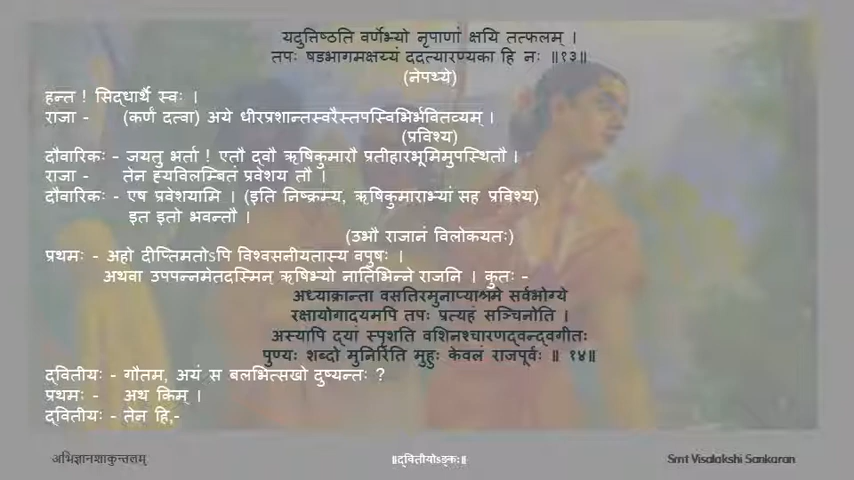 यदुत्तिष्ठति वर्णेभ्यो नृपाणां क्षयि तत्फलम् ।
तपः षडभागमक्षय्यं ददत्यारण्यका हि नः ॥१३॥
(नेपथ्ये)
हन्त ! सिद्धार्थै स्वः ।
राजा - (कर्णं दत्वा) अये धीरप्रशान्तस्वरैस्तपस्विभिर्भवितव्यम् ।
(प्रविश्य)
दौवारिकः - जयतु भर्ता ! एतौ द्वौ ऋषिकुमारौ प्रतीहारभूमिमुपस्थितौ ।
राजा - तेन ह्यविलम्बितं प्रवेशय तौ ।
दौवारिकः - एष प्रवेशयामि । (इति निष्क्रम्य, ऋषिकुमाराभ्यां सह प्रविश्य)
इत इतो भवन्तौ ।
(उभौ राजानं विलोकयतः)
प्रथमः - अहो दीप्तिमतोऽपि विश्वसनीयतास्य वपुषः ।
अथवा उपपन्नमेतदस्मिन् ऋषिभ्यो नातिभिन्ने राजनि । कुतः -
अध्याक्रान्ता वसतिरमुनाप्याश्रमे सर्वभोग्ये
रक्षायोगादयमपि तपः प्रत्यहं सञ्चिनोति ।
अस्यापि द्यां स्पृशति वशिनश्चारणद्वन्द्वगीतः
पुण्यः शब्दो मुनिरिति मुहुः केवलं राजपूर्वः ॥ १४॥
द्वितीयः - गौतम, अयं स बलभित्सखो दुष्यन्तः ?
प्रथमः - अथ किम् ।
द्वितीयः - तेन हि,-
अभिज्ञानशाकुन्तलम्
॥द्वितीयोऽङ्कः॥
Smt Visalakshi Sankaran